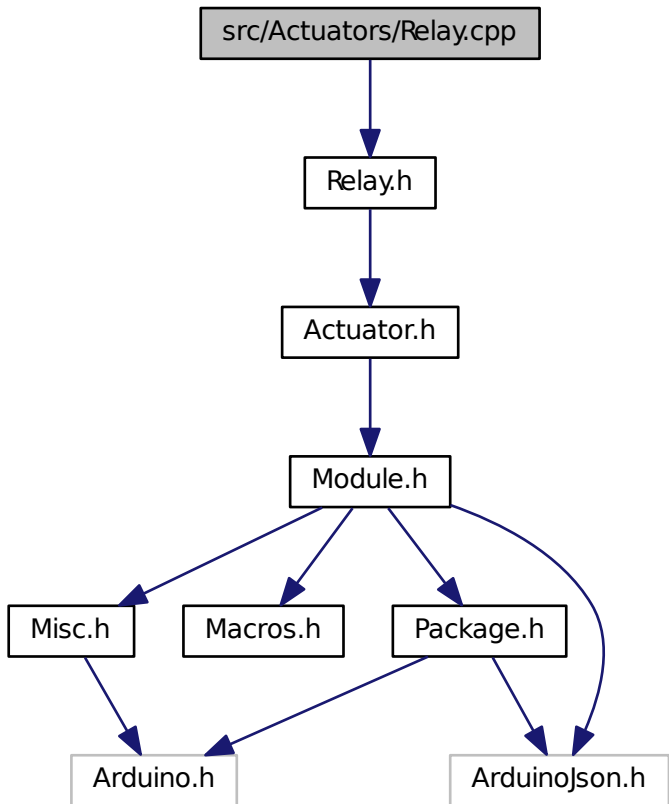 src/Actuators/Relay.cpp
Relay.h
Actuator.h
Module.h
Misc.h
Macros.h
Package.h
Arduino.h
ArduinoJson.h